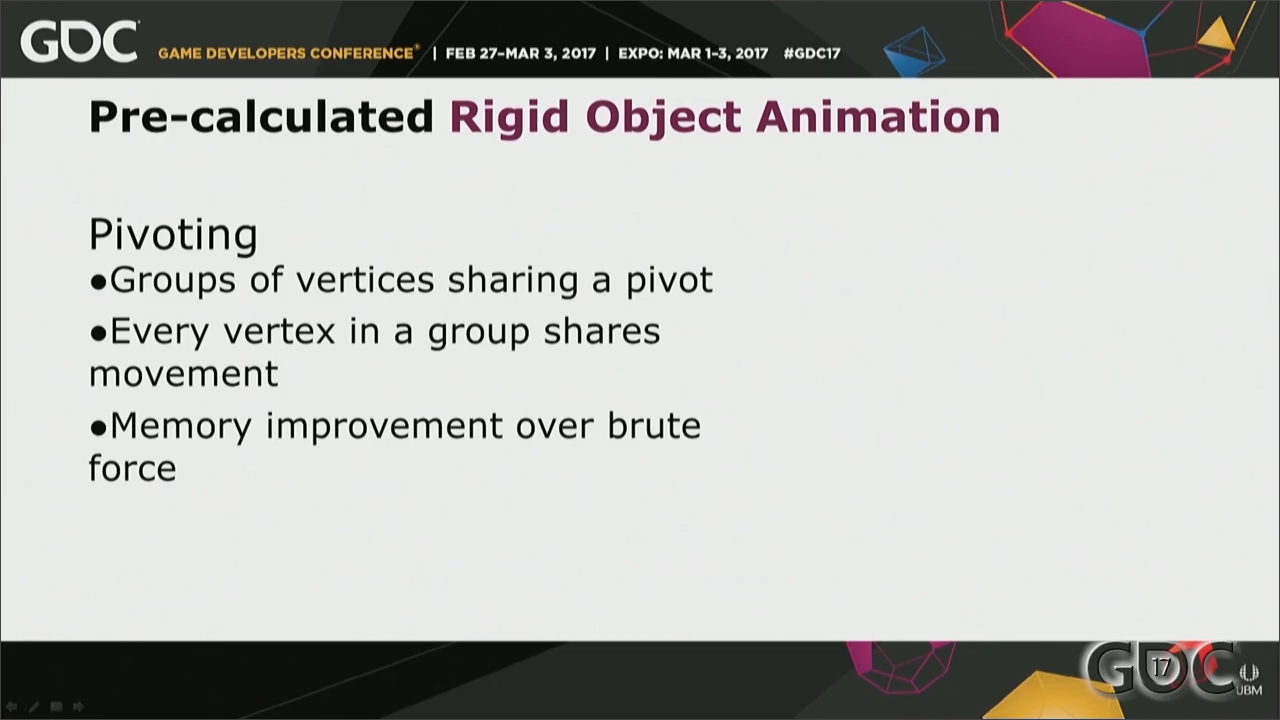 GDC GAME DEVELOPERS CONFERENCE® | FEB 27–MAR 3, 2017 | EXPO: MAR 1–3, 2017 #GDC17
Pre-calculated Rigid Object Animation
Pivoting
●Groups of vertices sharing a pivot
●Every vertex in a group shares
movement
●Memory improvement over brute
force
GDC 17
UBM